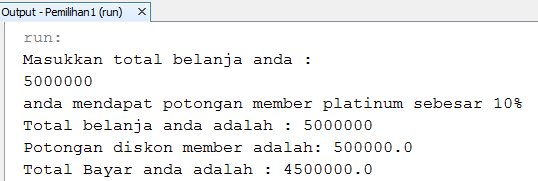 Output - Pemilihan1 (run)
run:
Masukkan total belanja anda :
5000000
anda mendapat potongan member platinum sebesar 10%
Total belanja anda adalah : 5000000
Potongan diskon member adalah: 500000.0
Total Bayar anda adalah : 4500000.0